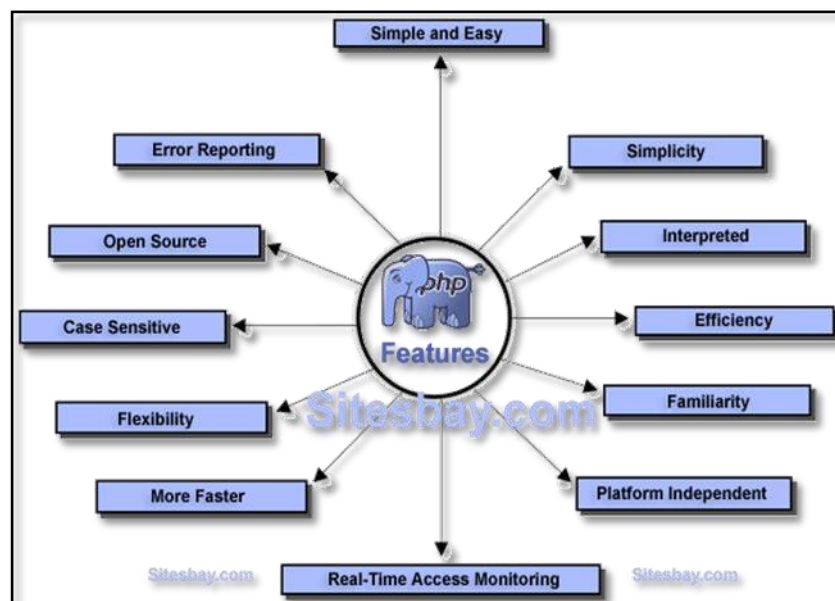 Simple and Easy
Error Reporting
Simplicity
Open Source
Interpreted
php
Case Sensitive
Efficiency
Features
Flexibility
Sitesbay.com
Familiarity
More Faster
Platform Independent
Sitesbay.com
Real-Time Access Monitoring
Sitesbay.com